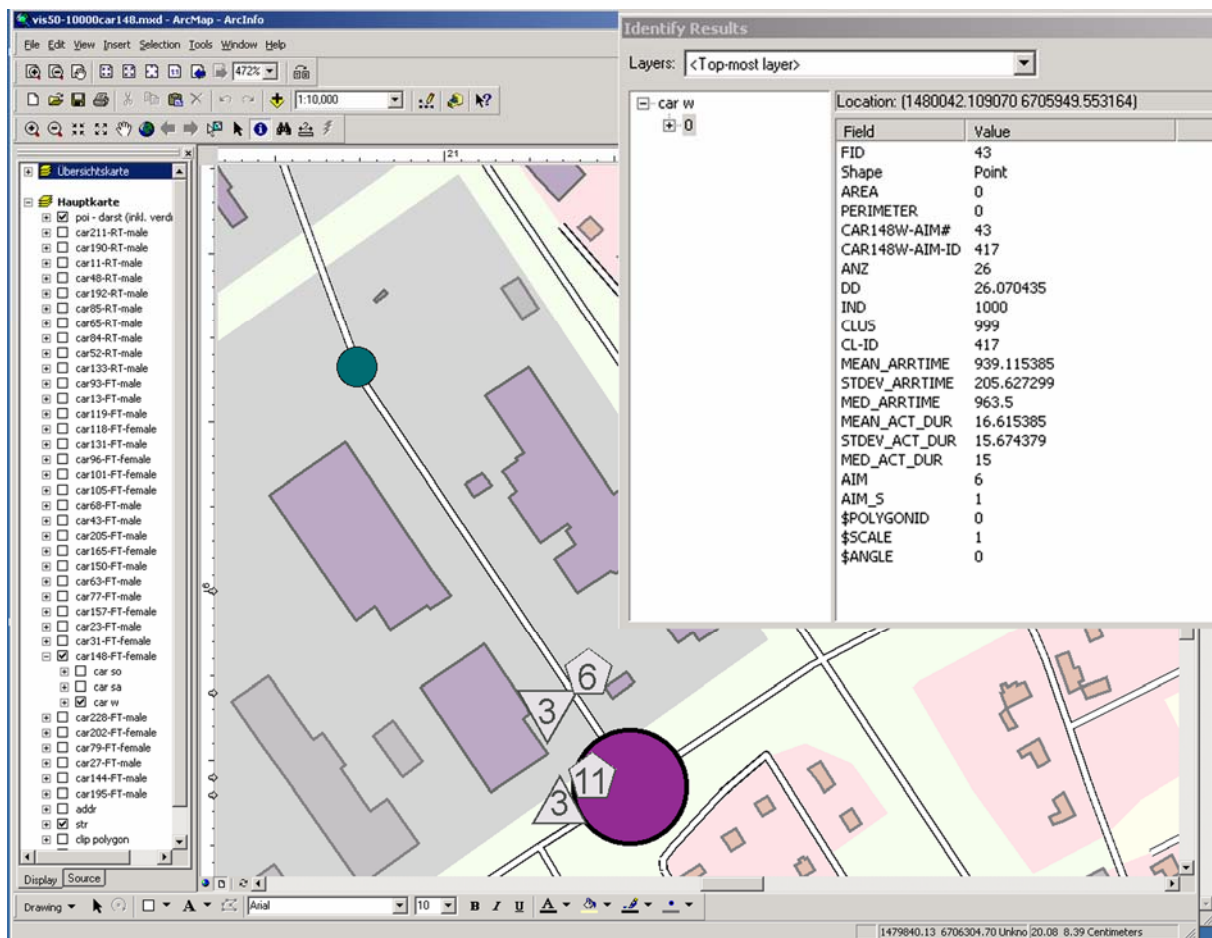 vis50-10000car148.mxd - ArcMap - ArcInfo
File Edit View Insert Selection Tools Window Help
472%
1:10,000
Übersichtskarte
Hauptkarte
poi - darst (inkl. verd
car211-RT-male
car190-RT-male
car11-RT-male
car48-RT-male
car192-RT-male
car85-RT-male
car65-RT-male
car84-RT-male
car52-RT-male
car133-RT-male
car93-FT-male
car13-FT-male
car119-FT-male
car118-FT-female
car131-FT-male
car96-FT-female
car101-FT-female
car105-FT-female
car68-FT-male
car43-FT-male
car205-FT-male
car165-FT-female
car150-FT-male
car63-FT-male
car77-FT-male
car157-FT-female
car23-FT-male
car31-FT-female
car148-FT-female
car so
car sa
car w
car228-FT-male
car202-FT-female
car79-FT-female
car27-FT-male
car144-FT-male
car195-FT-male
addr
str
clip polygon
Display Source
21
6
3
11
3
Identify Results
Layers: <Top-most layer>
car w
0
Location: (1480042.109070 6705949.553164)
Field Value
FID 43
Shape Point
AREA 0
PERIMETER 0
CAR148W-AIM# 43
CAR148W-AIM-ID 417
ANZ 26
DD 26.070435
IND 1000
CLUS 999
CL-ID 417
MEAN_ARRTIME 939.115385
STDEV_ARRTIME 205.627299
MED_ARRTIME 963.5
MEAN_ACT_DUR 16.615385
STDEV_ACT_DUR 15.674379
MED_ACT_DUR 15
AIM 6
AIM_S 1
$POLYGONID 0
$SCALE 1
$ANGLE 0
Drawing A Arial 10 B I U A
1479840.13 6706304.70 Unkno 20.08 8.39 Centimeters